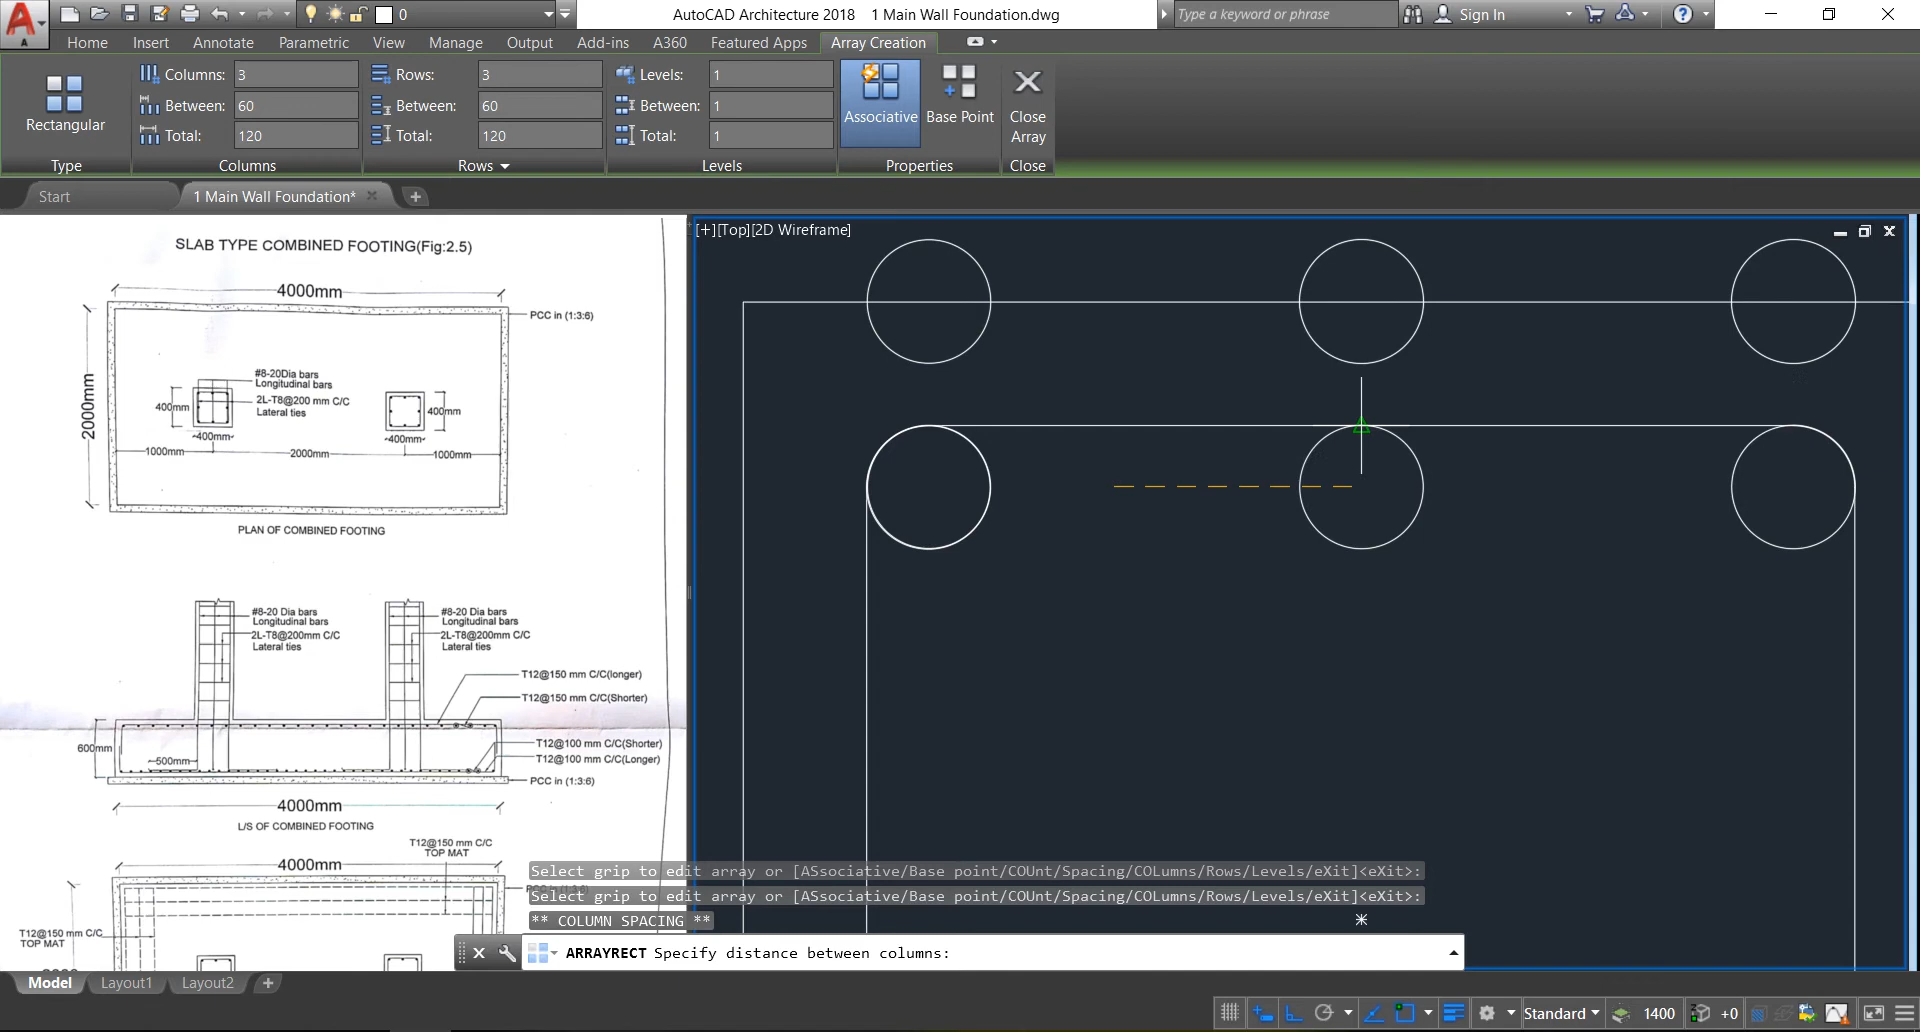 A
0
AutoCAD Architecture 2018 1 Main Wall Foundation.dwg
Type a keyword or phrase
Sign In
Home Insert Annotate Parametric View Manage Output Add-ins A360 Featured Apps Array Creation
Rectangular
Columns: 3
Between: 60
Total: 120
Rows: 3
Between: 60
Total: 120
Levels: 1
Between: 1
Total: 1
Associative
Base Point
Close
Array
Type Columns Rows Levels Properties Close
Start 1 Main Wall Foundation*
SLAB TYPE COMBINED FOOTING(Fig:2.5)
4000mm
PCC in (1:3:6)
2000mm
#8-20Dia bars
Longitudinal bars
2L-T8@200 mm C/C
Lateral ties
400mm
400mm
400mm
400mm
1000mm
2000mm
1000mm
PLAN OF COMBINED FOOTING
#8-20 Dia bars
Longitudinal bars
2L-T8@200mm C/C
Lateral ties
#8-20 Dia bars
Longitudinal bars
2L-T8@200mm C/C
Lateral ties
T12@150 mm C/C(longer)
T12@150 mm C/C(Shorter)
600mm
500mm
T12@100 mm C/C(Shorter)
T12@100 mm C/C(Longer)
PCC in (1:3:6)
4000mm
L/S OF COMBINED FOOTING
T12@150 mm C/C
TOP MAT
4000mm
T12@150 mm C/C
TOP MAT
[+][Top][2D Wireframe]
Select grip to edit array or [ASsociative/Base point/COUnt/Spacing/COLumns/Rows/Levels/eXit]<eXit>:
Select grip to edit array or [ASsociative/Base point/COUnt/Spacing/COLumns/Rows/Levels/eXit]<eXit>:
** COLUMN SPACING **
ARRAYRECT Specify distance between columns:
Model Layout1 Layout2
Standard 1400 +0